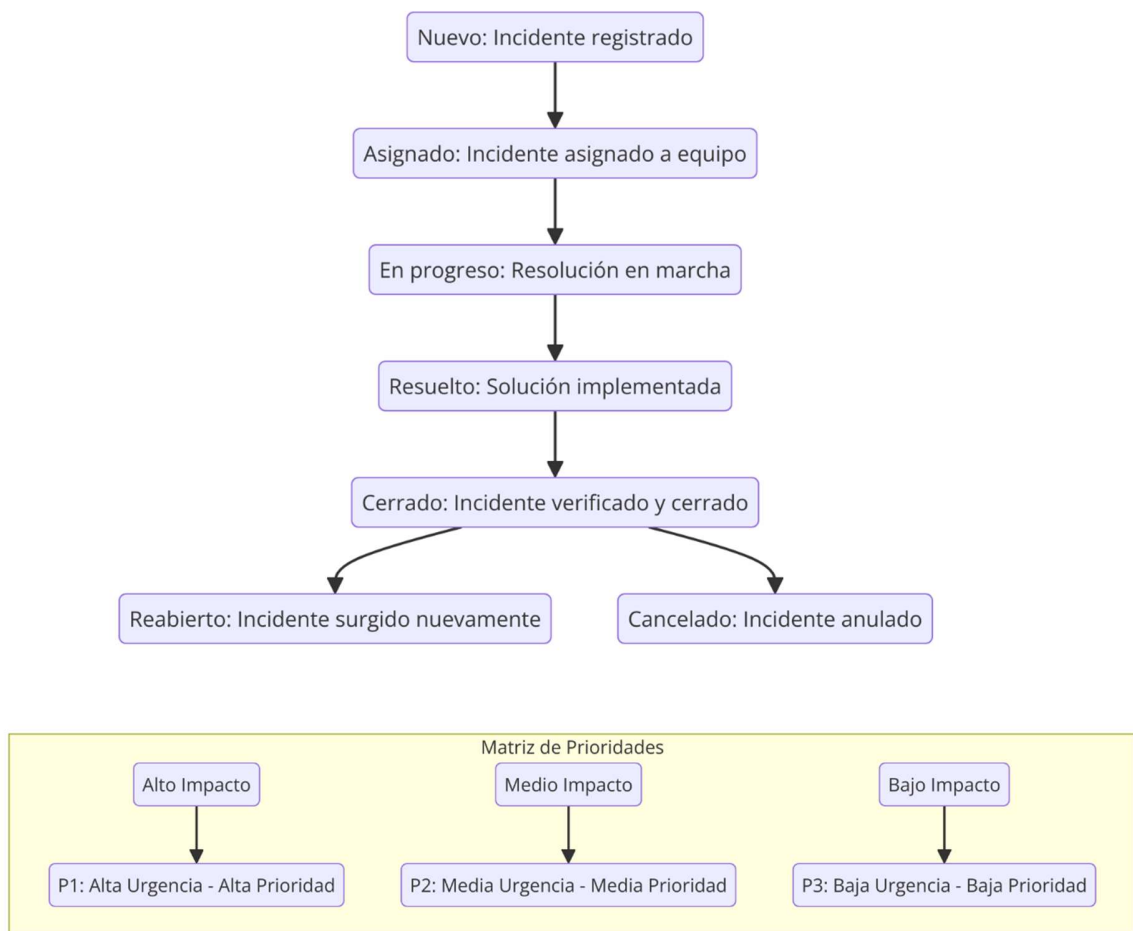 Nuevo: Incidente registrado
Asignado: Incidente asignado a equipo
En progreso: Resolución en marcha
Resuelto: Solución implementada
Cerrado: Incidente verificado y cerrado
Reabierto: Incidente surgido nuevamente
Cancelado: Incidente anulado
Matriz de Prioridades
Alto Impacto
Medio Impacto
Bajo Impacto
P1: Alta Urgencia - Alta Prioridad
P2: Media Urgencia - Media Prioridad
P3: Baja Urgencia - Baja Prioridad